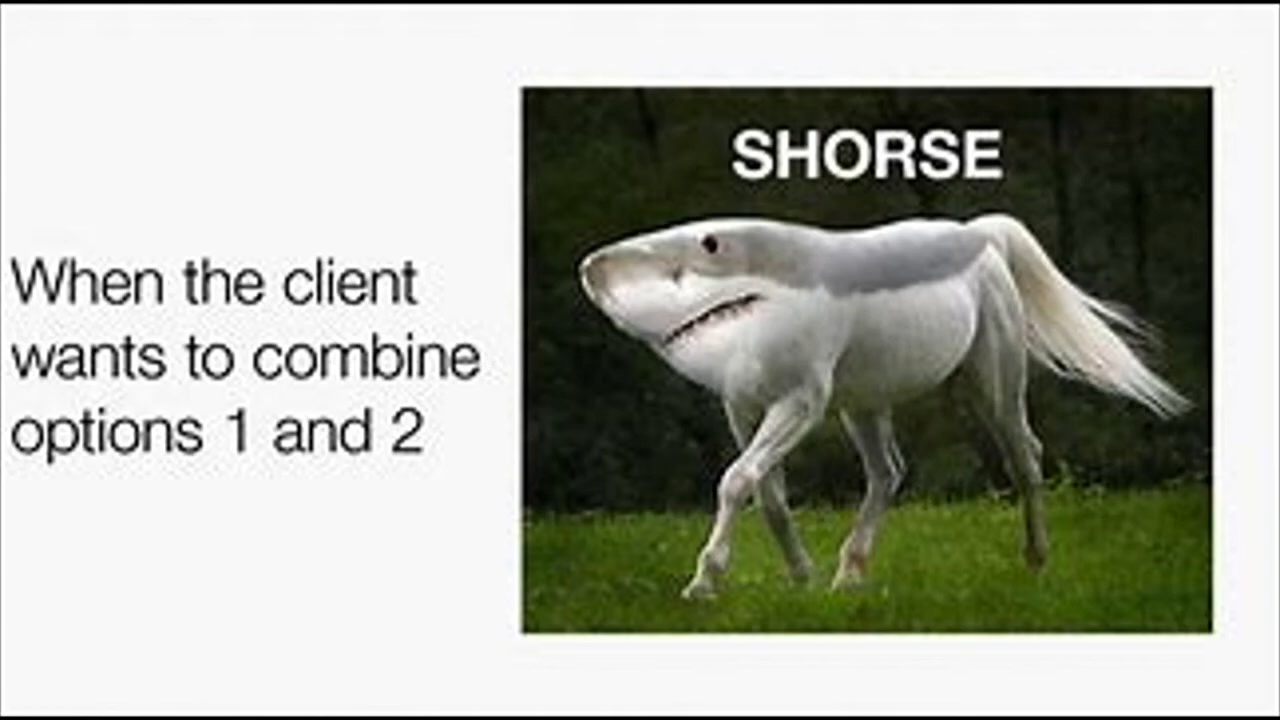 When the client
wants to combine
options 1 and 2
SHORSE